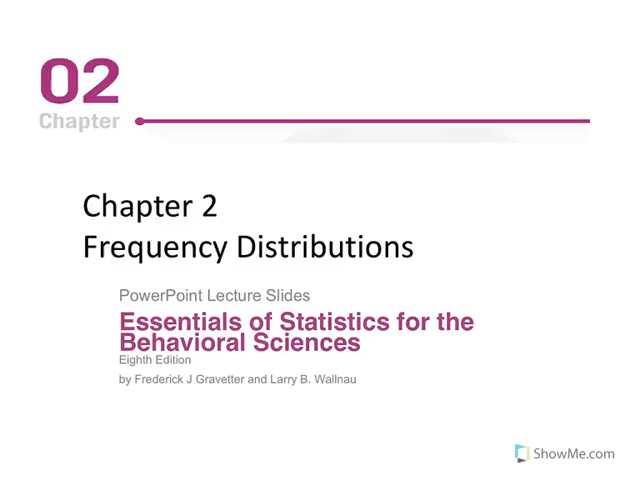 02
Chapter
Chapter 2
Frequency Distributions
PowerPoint Lecture Slides
Essentials of Statistics for the
Behavioral Sciences
Eighth Edition
by Frederick J Gravetter and Larry B. Wallnau
ShowMe.com